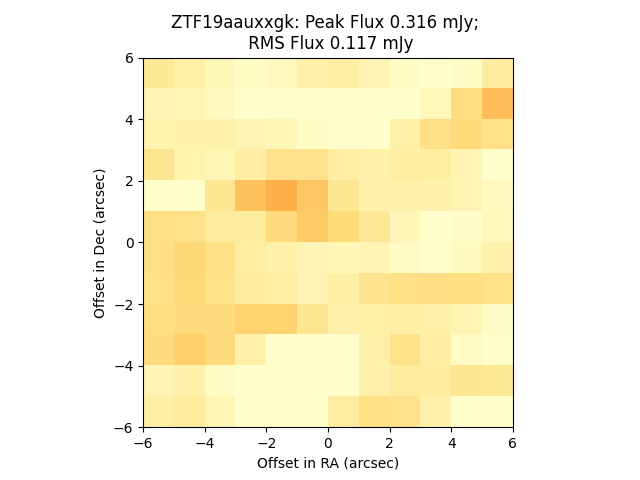 ZTF19aauxxgk: Peak Flux 0.316 mJy;
RMS Flux 0.117 mJy
6
4
2
0
−2
−4
−6
Offset in Dec (arcsec)
−6 −4 −2 0 2 4 6
Offset in RA (arcsec)